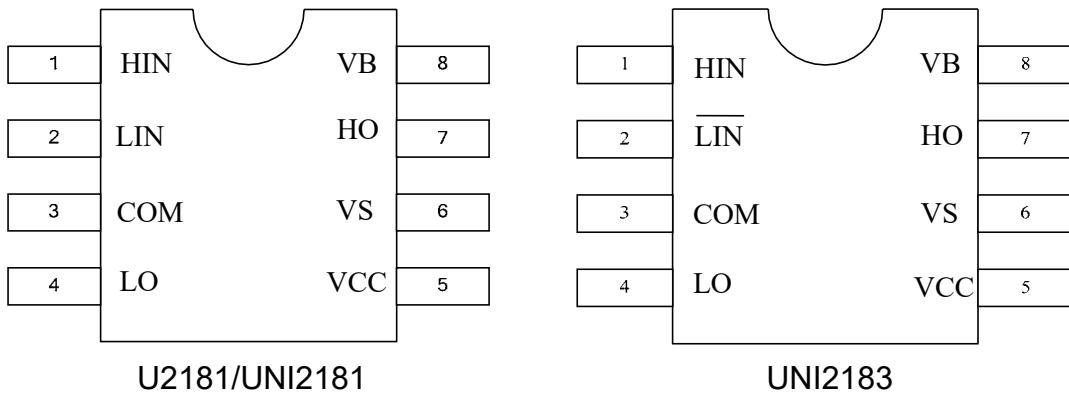 1 HIN VB 8 1 HIN VB 8
2 LIN HO 7 2 L̅I̅N̅ HO 7
3 COM VS 6 3 COM VS 6
4 LO VCC 5 4 LO VCC 5
U2181/UNI2181 UNI2183